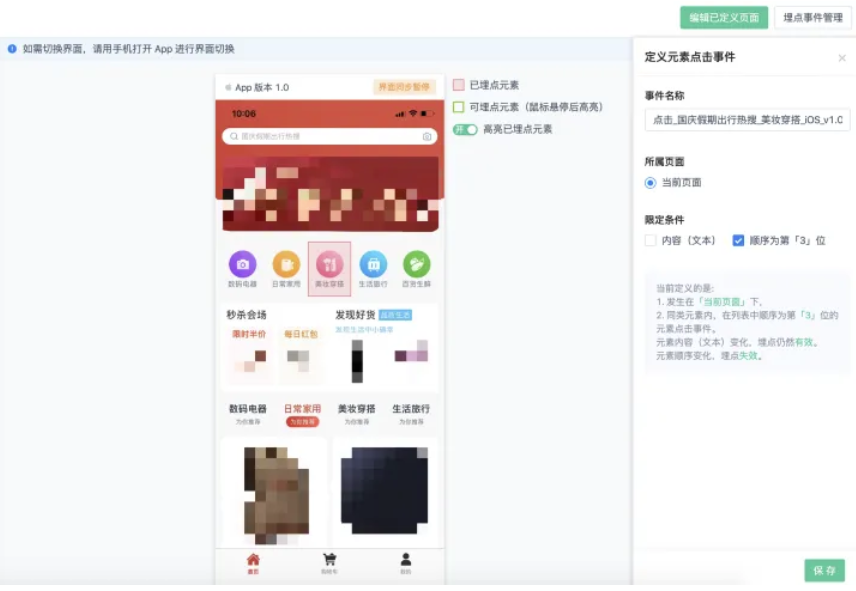 编辑已定义页面
埋点事件管理
如需切换界面，请用手机打开 App 进行界面切换
App 版本 1.0
界面同步暂停
10:06
国庆假期出行热搜
数码电器
日常家用
美妆穿搭
生活旅行
百货生鲜
秒杀会场
发现好货
品质生活
限时半价
每日红包
发现生活中小确幸
数码电器
日常家用
美妆穿搭
生活旅行
为你推荐
为你推荐
为你推荐
为你推荐
首页
购物车
我的
已埋点元素
可埋点元素（鼠标悬停后高亮）
开
高亮已埋点元素
定义元素点击事件
事件名称
点击_国庆假期出行热搜_美妆穿搭_iOS_v1.0
所属页面
当前页面
限定条件
内容（文本）
顺序为第「3」位
当前定义的是:
1. 发生在「当前页面」下，
2. 同类元素内，在列表中顺序为第「3」位的
元素点击事件。
元素内容（文本）变化，埋点仍然有效。
元素顺序变化，埋点失效。
保存